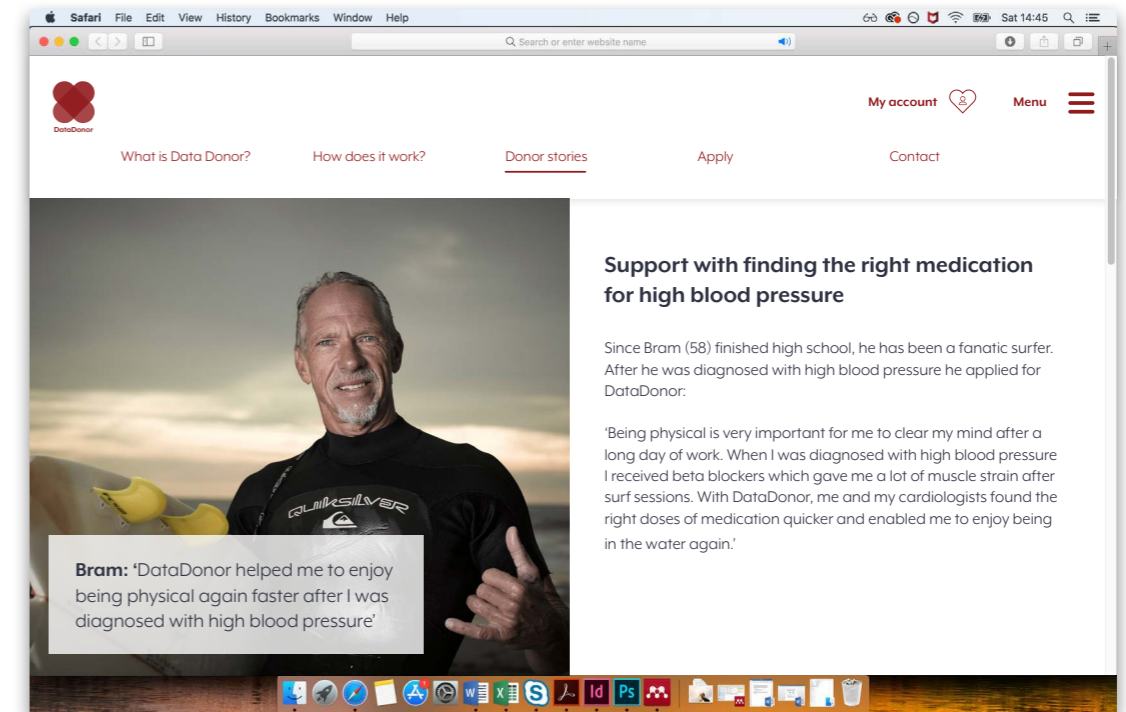 Safari File Edit View History Bookmarks Window Help
Sat 14:45
Search or enter website name
DataDonor
My account
Menu
What is Data Donor?
How does it work?
Donor stories
Apply
Contact
Support with finding the right medication
for high blood pressure
Since Bram (58) finished high school, he has been a fanatic surfer.
After he was diagnosed with high blood pressure he applied for
DataDonor:
‘Being physical is very important for me to clear my mind after a
long day of work. When I was diagnosed with high blood pressure
I received beta blockers which gave me a lot of muscle strain after
surf sessions. With DataDonor, me and my cardiologists found the
right doses of medication quicker and enabled me to enjoy being
in the water again.’
QUIKSILVER
Bram: ‘DataDonor helped me to enjoy
being physical again faster after I was
diagnosed with high blood pressure’
Id
Ps